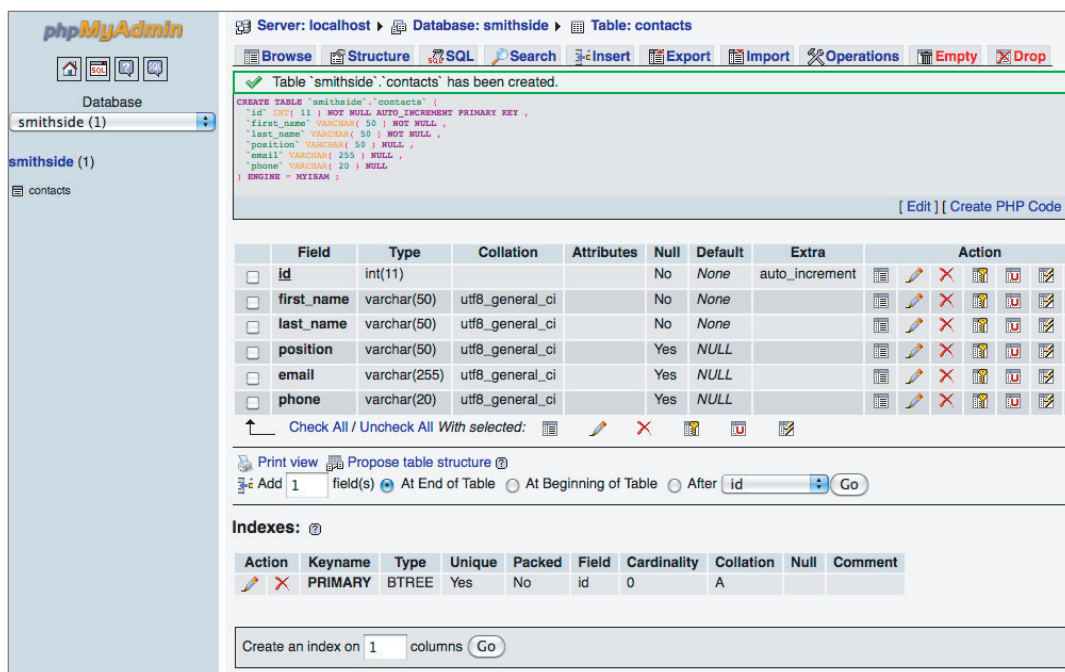 phpMyAdmin
Database
smithside (1)
smithside (1)
contacts
Server: localhost Database: smithside Table: contacts
Browse Structure SQL Search Insert Export Import Operations Empty Drop
Table `smithside`.`contacts` has been created.
CREATE TABLE `smithside`.`contacts` (
`id` INT( 11 ) NOT NULL AUTO_INCREMENT PRIMARY KEY ,
`first_name` VARCHAR( 50 ) NOT NULL ,
`last_name` VARCHAR( 50 ) NOT NULL ,
`position` VARCHAR( 50 ) NULL ,
`email` VARCHAR( 255 ) NULL ,
`phone` VARCHAR( 20 ) NULL
) ENGINE = MYISAM ;
[ Edit ] [ Create PHP Code
Field Type Collation Attributes Null Default Extra Action
id int(11) No None auto_increment
first_name varchar(50) utf8_general_ci No None
last_name varchar(50) utf8_general_ci No None
position varchar(50) utf8_general_ci Yes NULL
email varchar(255) utf8_general_ci Yes NULL
phone varchar(20) utf8_general_ci Yes NULL
Check All / Uncheck All With selected:
Print view Propose table structure
Add 1 field(s) At End of Table At Beginning of Table After id Go
Indexes:
Action Keyname Type Unique Packed Field Cardinality Collation Null Comment
PRIMARY BTREE Yes No id 0 A
Create an index on 1 columns Go